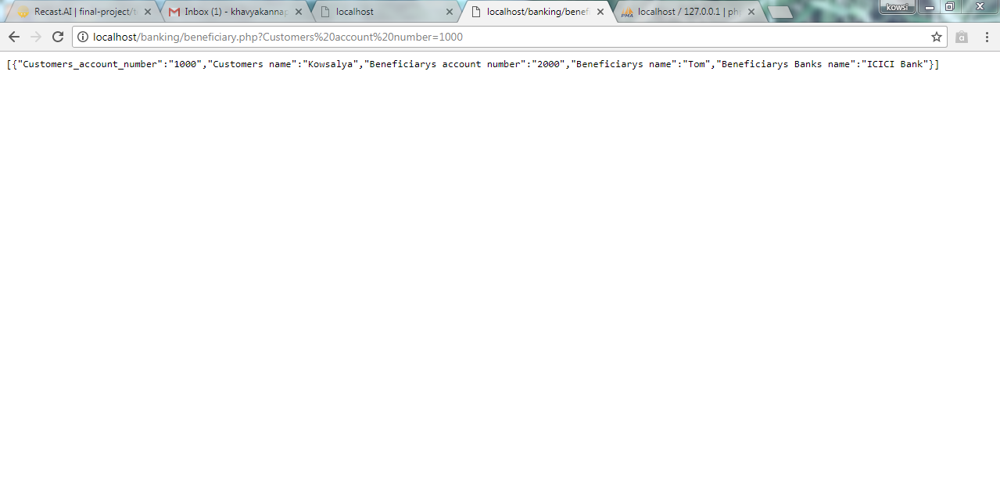 kowsi
Recast.AI | final-project/t
Inbox (1) - khavyakannap
localhost
localhost/banking/benef
PMA localhost / 127.0.0.1 | ph
localhost/banking/beneficiary.php?Customers%20account%20number=1000
[{"Customers_account_number":"1000","Customers name":"Kowsalya","Beneficiarys account number":"2000","Beneficiarys name":"Tom","Beneficiarys Banks name":"ICICI Bank"}]